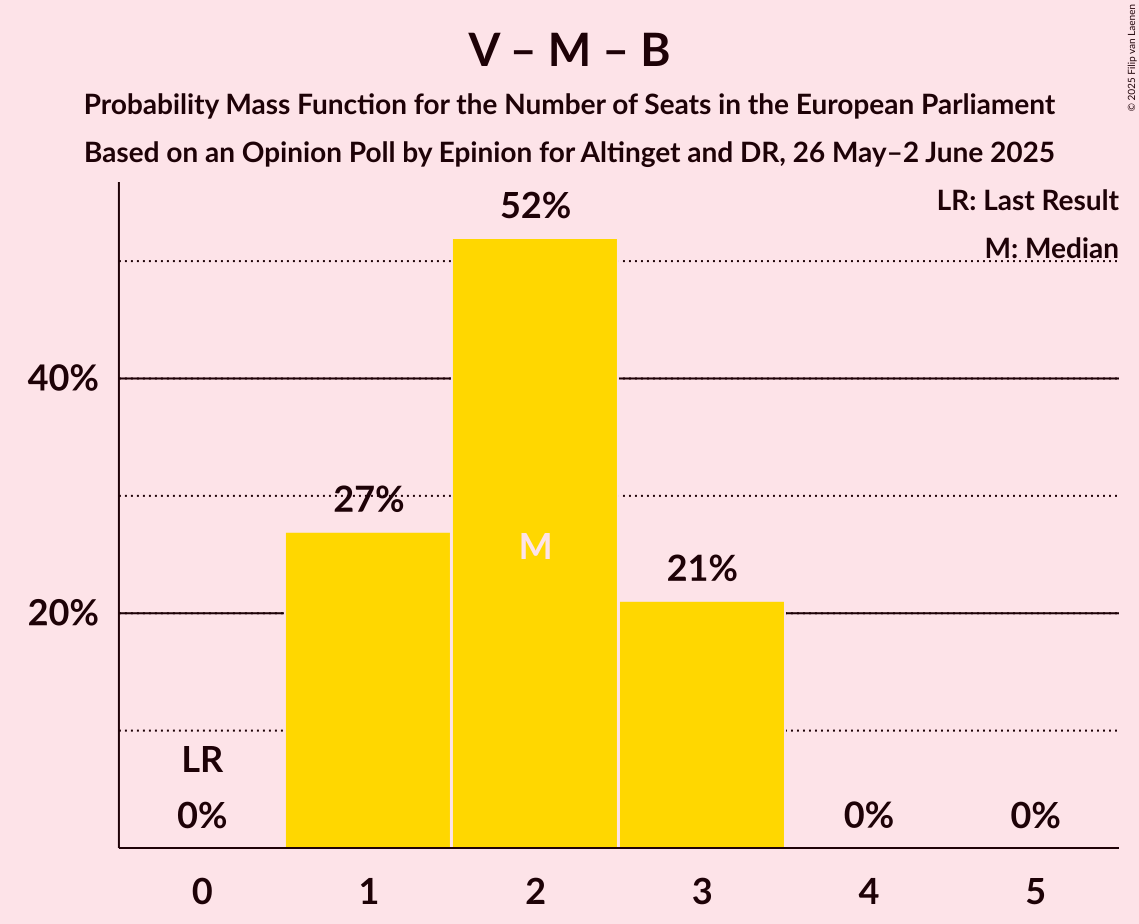 V – M – B
Probability Mass Function for the Number of Seats in the European Parliament
Based on an Opinion Poll by Epinion for Altinget and DR, 26 May–2 June 2025
© 2025 Filip van Laenen
LR: Last Result
M: Median
52%
40%
27%
M
21%
20%
LR
0%
0%
0%
0
1
2
3
4
5